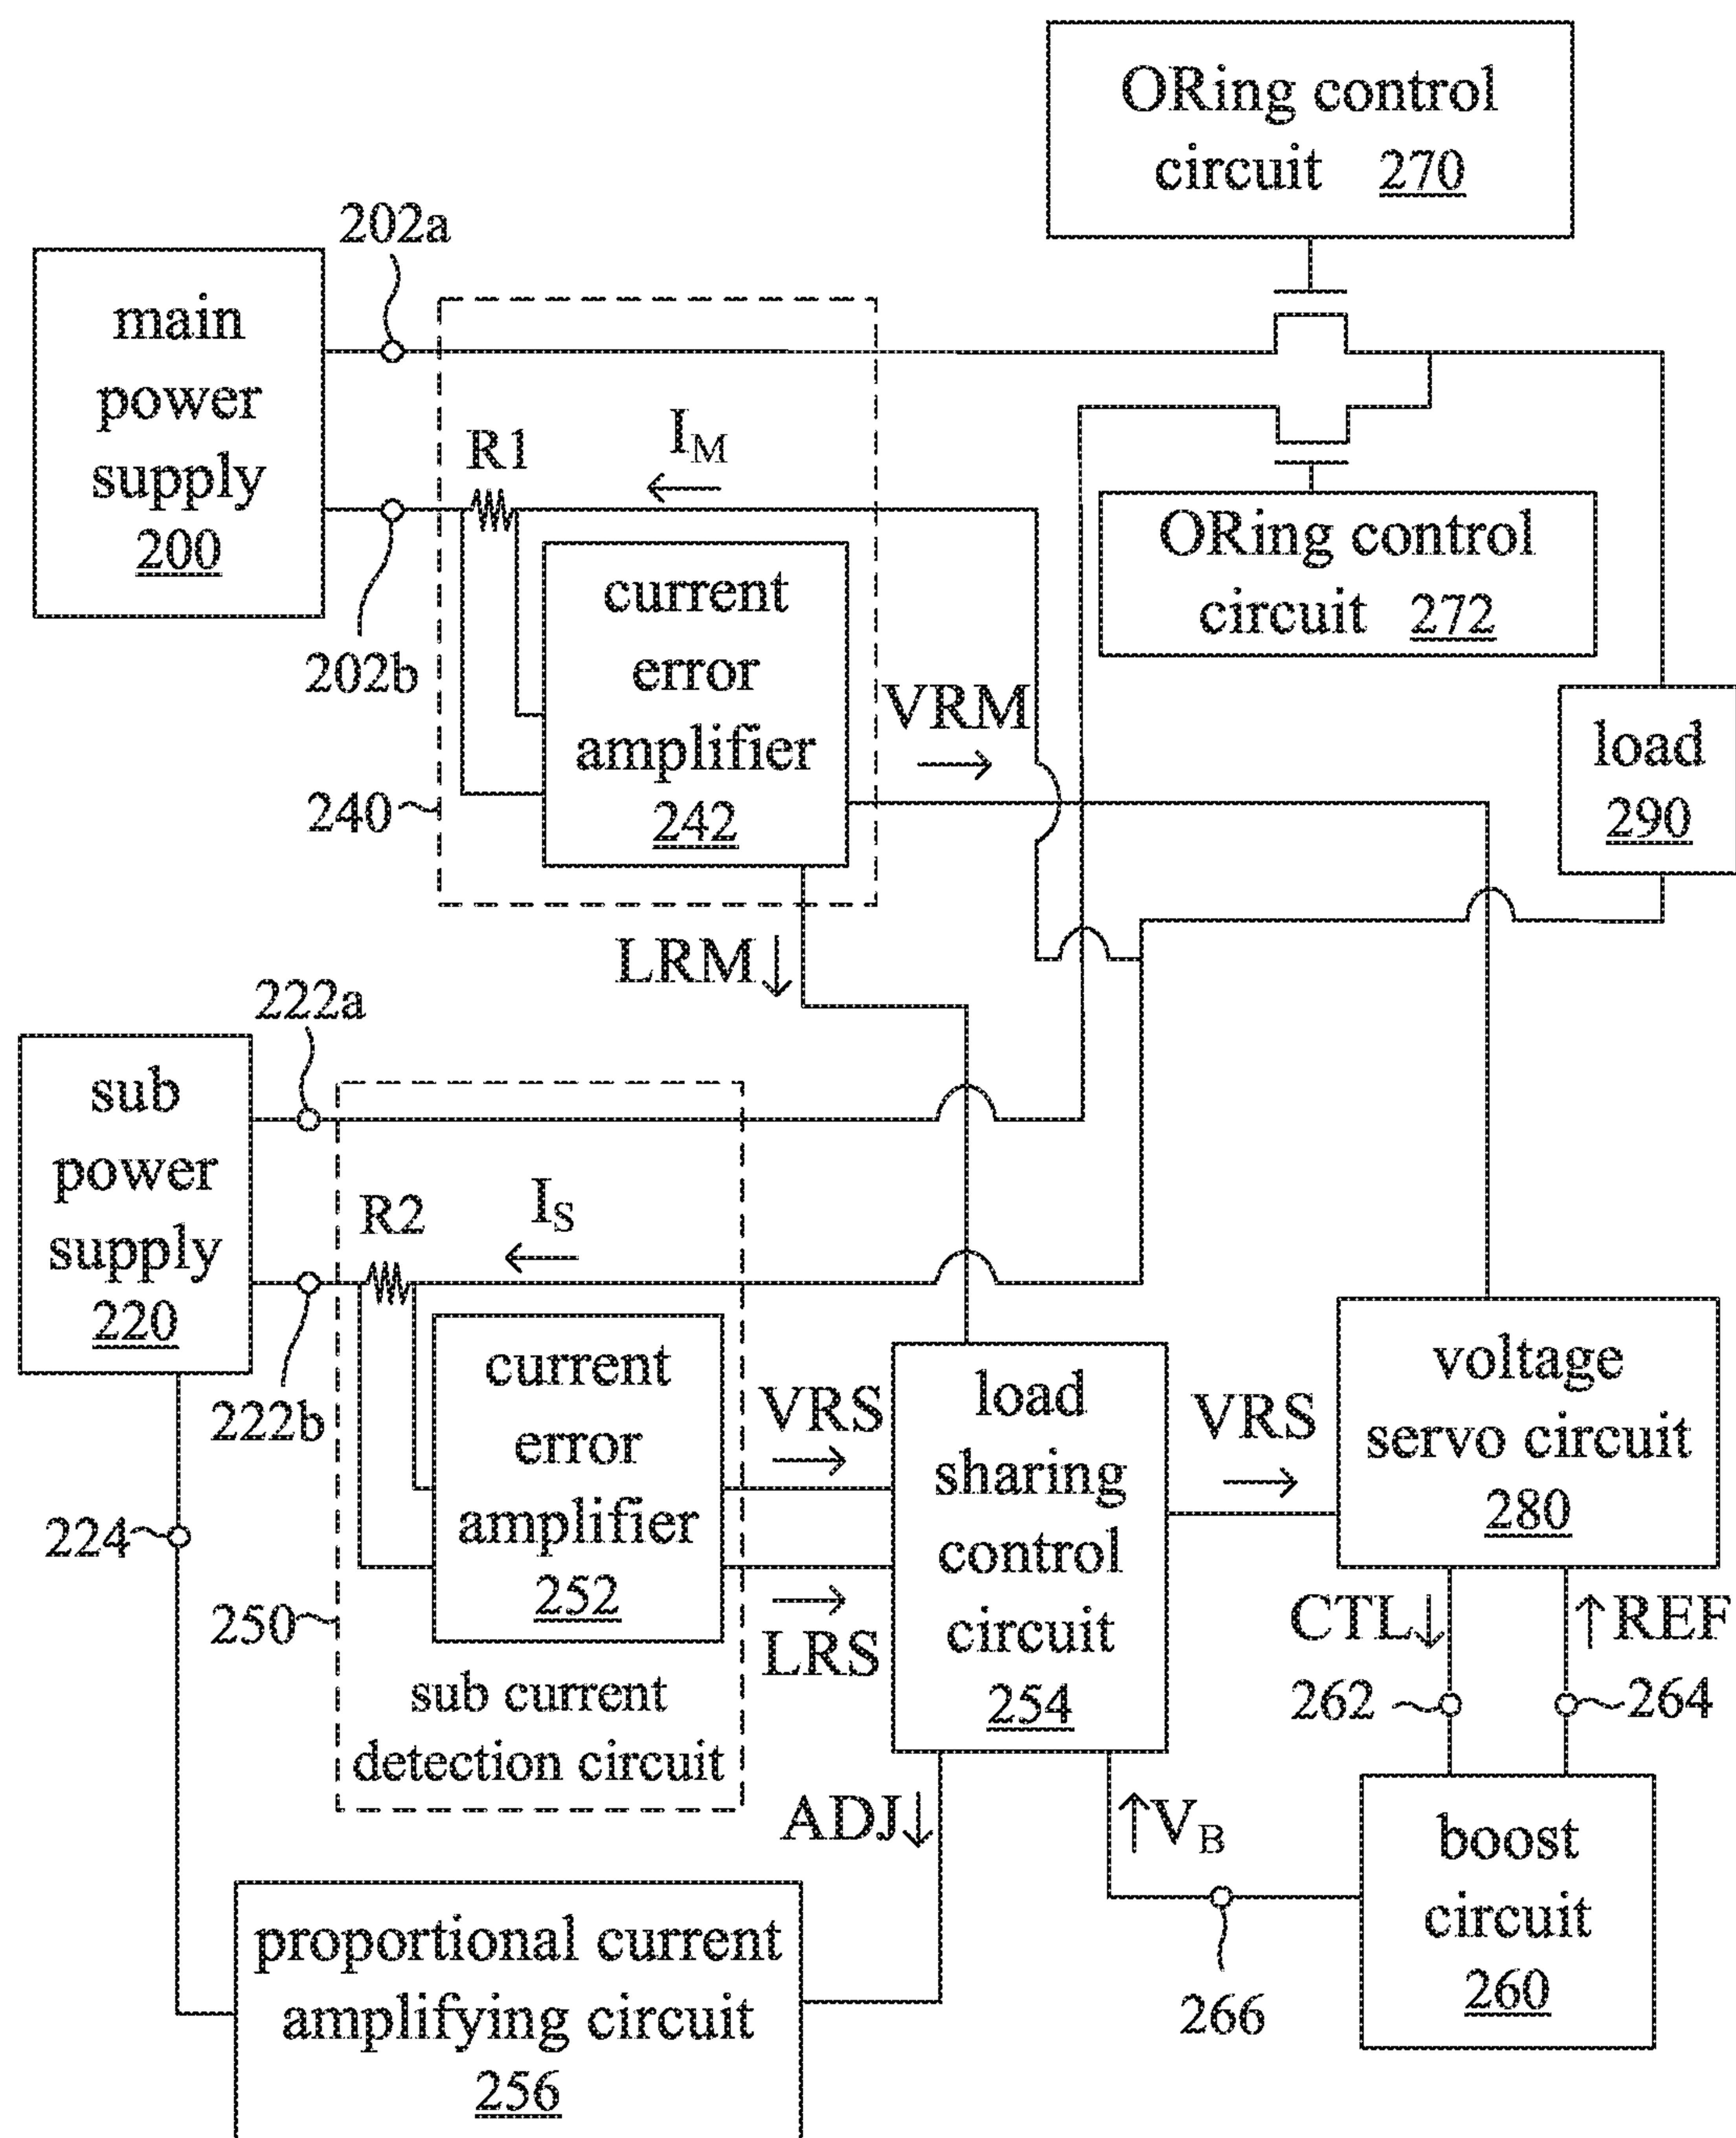 ORing control
circuit 270
202a
main
power
supply
200
R1
I_M
202b
ORing control
circuit 272
current
error
amplifier
242
VRM
load
290
240
LRM
222a
sub
power
supply
220
R2
I_S
222b
current
error
amplifier
252
VRS
LRS
load
sharing
control
circuit
254
VRS
voltage
servo circuit
280
224
250
sub current
detection circuit
CTL
REF
262
264
ADJ
V_B
boost
circuit
260
266
proportional current
amplifying circuit
256